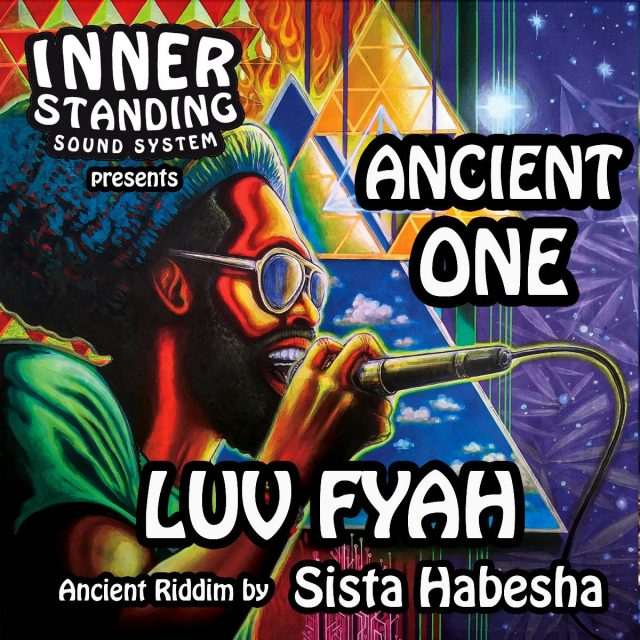 INNER
STANDING
SOUND SYSTEM
presents
ANCIENT
ONE
LUV FYAH
Ancient Riddim by Sista Habesha